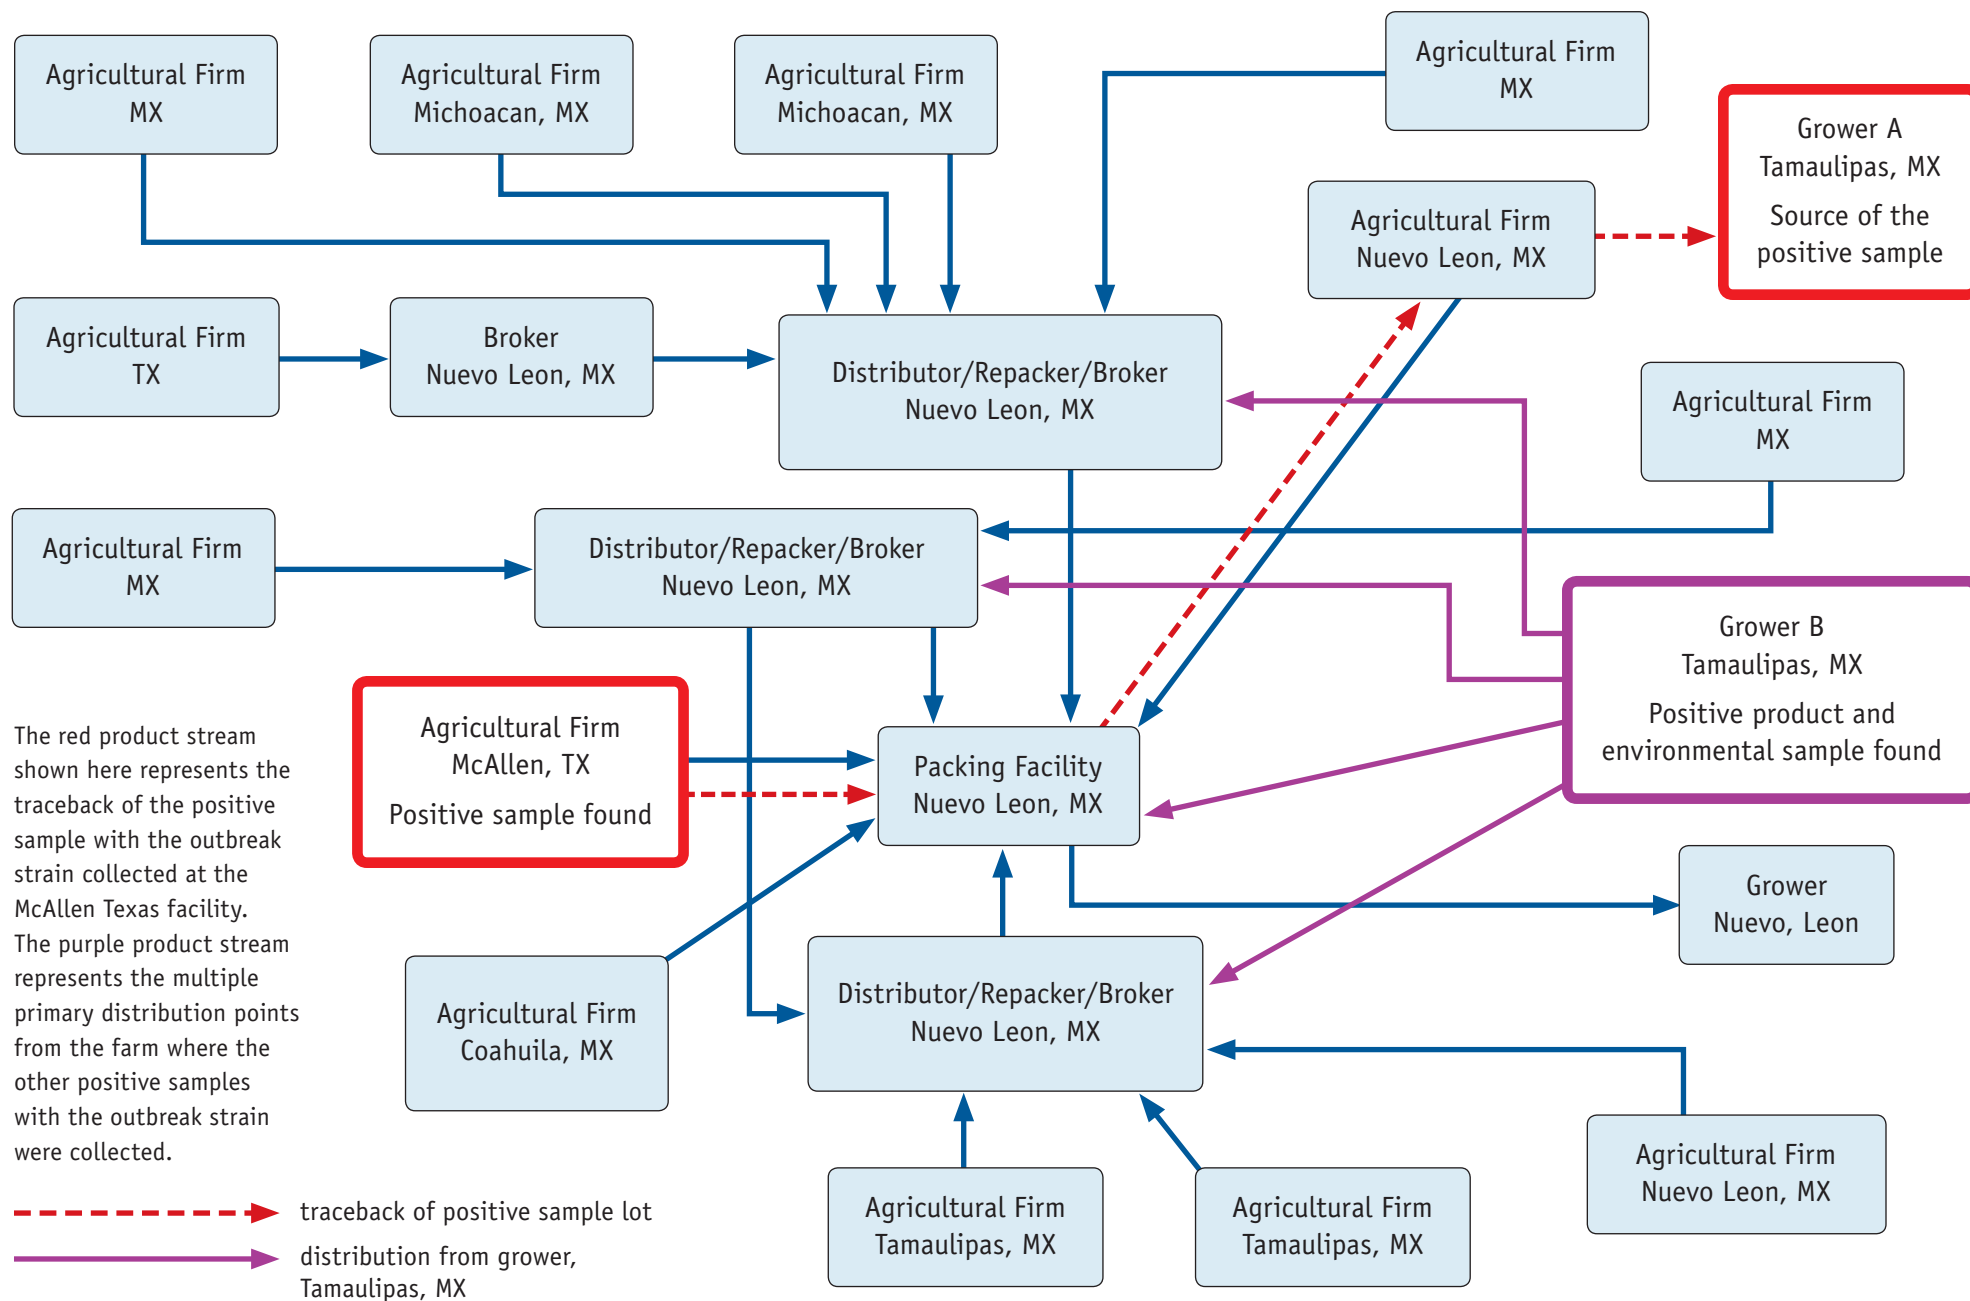 Agricultural Firm
MX
Agricultural Firm
Michoacan, MX
Agricultural Firm
Michoacan, MX
Agricultural Firm
MX
Grower A
Tamaulipas, MX
Source of the
positive sample
Agricultural Firm
Nuevo Leon, MX
Agricultural Firm
TX
Broker
Nuevo Leon, MX
Distributor/Repacker/Broker
Nuevo Leon, MX
Agricultural Firm
MX
Agricultural Firm
MX
Distributor/Repacker/Broker
Nuevo Leon, MX
Grower B
Tamaulipas, MX
Positive product and
environmental sample found
Agricultural Firm
McAllen, TX
Positive sample found
Packing Facility
Nuevo Leon, MX
Grower
Nuevo, Leon
Agricultural Firm
Coahuila, MX
Distributor/Repacker/Broker
Nuevo Leon, MX
Agricultural Firm
Nuevo Leon, MX
Agricultural Firm
Tamaulipas, MX
Agricultural Firm
Tamaulipas, MX
The red product stream
shown here represents the
traceback of the positive
sample with the outbreak
strain collected at the
McAllen Texas facility.
The purple product stream
represents the multiple
primary distribution points
from the farm where the
other positive samples
with the outbreak strain
were collected.
traceback of positive sample lot
distribution from grower,
Tamaulipas, MX